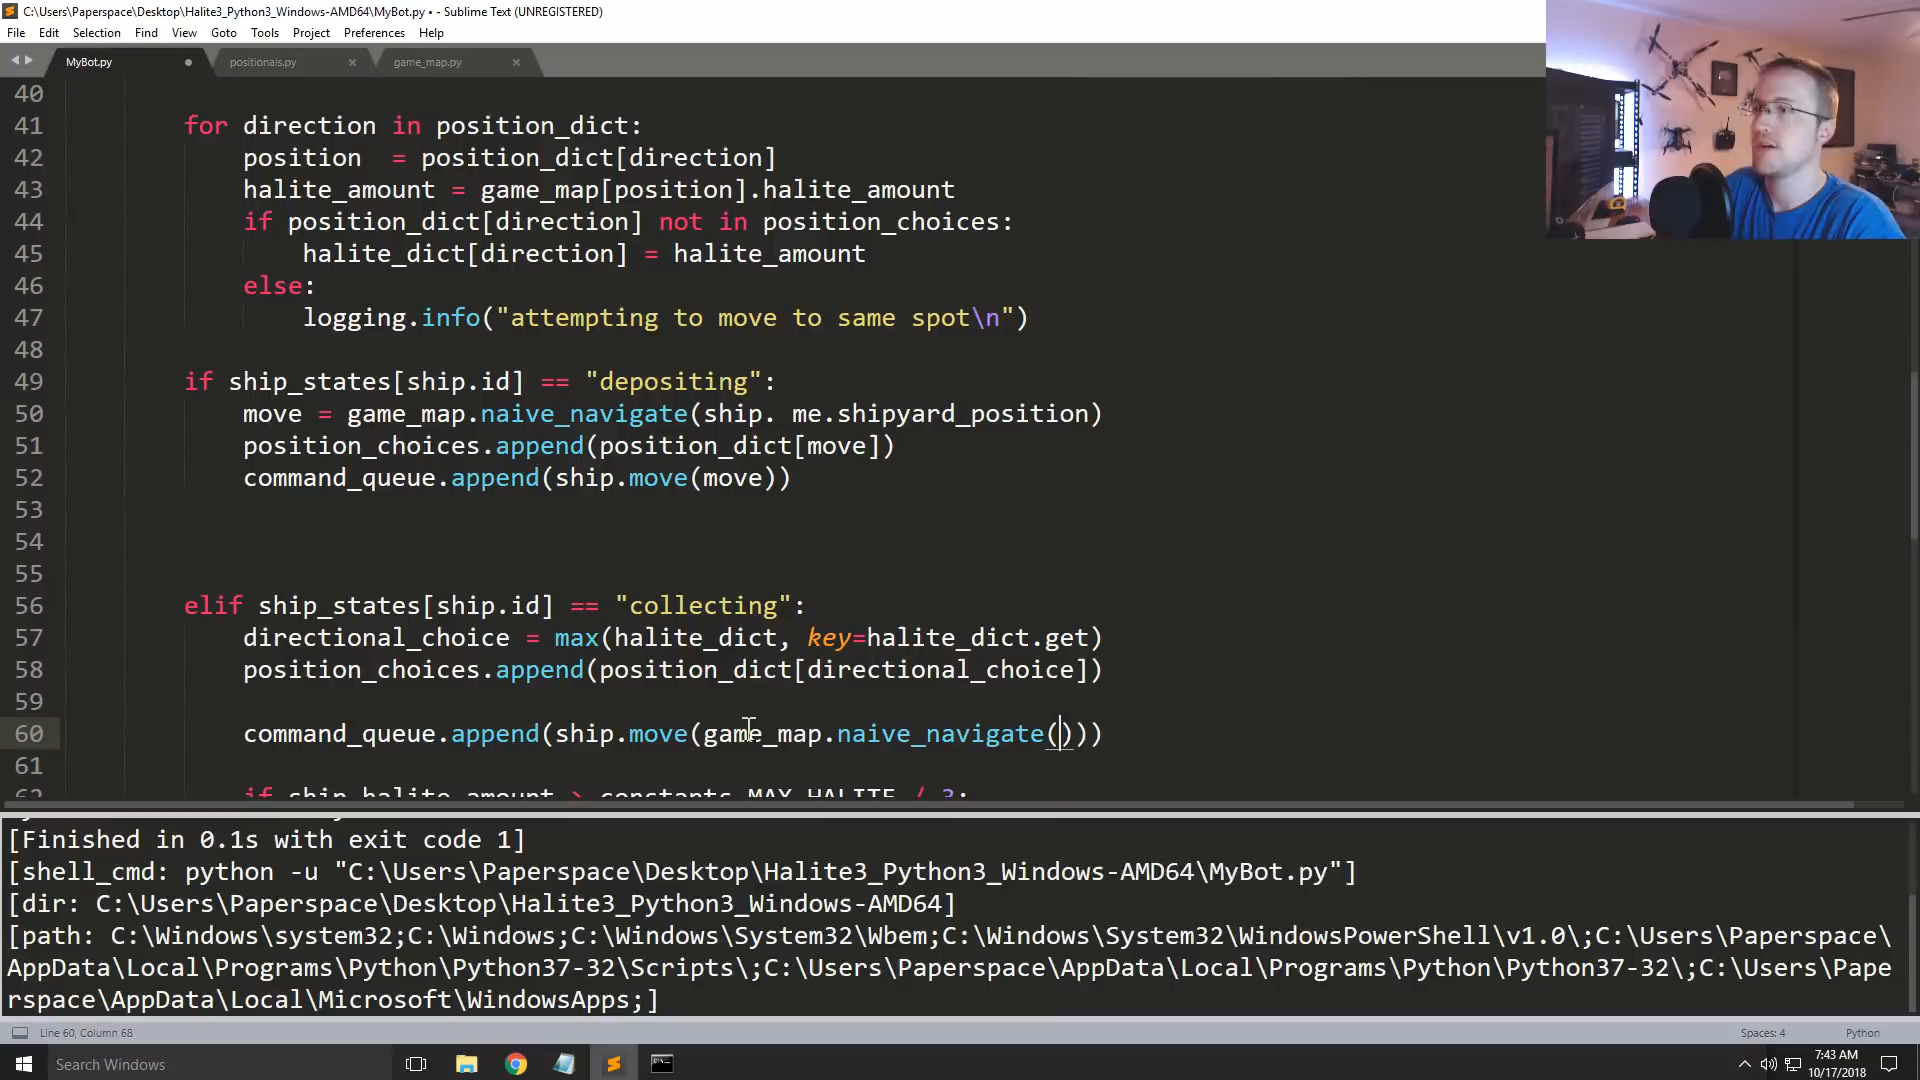 C:\Users\Paperspace\Desktop\Halite3_Python3_Windows-AMD64\MyBot.py • - Sublime Text (UNREGISTERED)
File Edit Selection Find View Goto Tools Project Preferences Help
MyBot.py positionals.py game_map.py
40
41 for direction in position_dict:
42 position  = position_dict[direction]
43 halite_amount = game_map[position].halite_amount
44 if position_dict[direction] not in position_choices:
45 halite_dict[direction] = halite_amount
46 else:
47 logging.info("attempting to move to same spot\n")
48
49 if ship_states[ship.id] == "depositing":
50 move = game_map.naive_navigate(ship. me.shipyard_position)
51 position_choices.append(position_dict[move])
52 command_queue.append(ship.move(move))
53
54
55
56 elif ship_states[ship.id] == "collecting":
57 directional_choice = max(halite_dict, key=halite_dict.get)
58 position_choices.append(position_dict[directional_choice])
59
60 command_queue.append(ship.move(game_map.naive_navigate()))
61
62 if ship.halite_amount > constants.MAX_HALITE / 3:
[Finished in 0.1s with exit code 1]
[shell_cmd: python -u "C:\Users\Paperspace\Desktop\Halite3_Python3_Windows-AMD64\MyBot.py"]
[dir: C:\Users\Paperspace\Desktop\Halite3_Python3_Windows-AMD64]
[path: C:\Windows\system32;C:\Windows;C:\Windows\System32\Wbem;C:\Windows\System32\WindowsPowerShell\v1.0\;C:\Users\Paperspace\
AppData\Local\Programs\Python\Python37-32\Scripts\;C:\Users\Paperspace\AppData\Local\Programs\Python\Python37-32\;C:\Users\Pape
rspace\AppData\Local\Microsoft\WindowsApps;]
Line 60, Column 68 Spaces: 4 Python
Search Windows 7:43 AM
10/17/2018